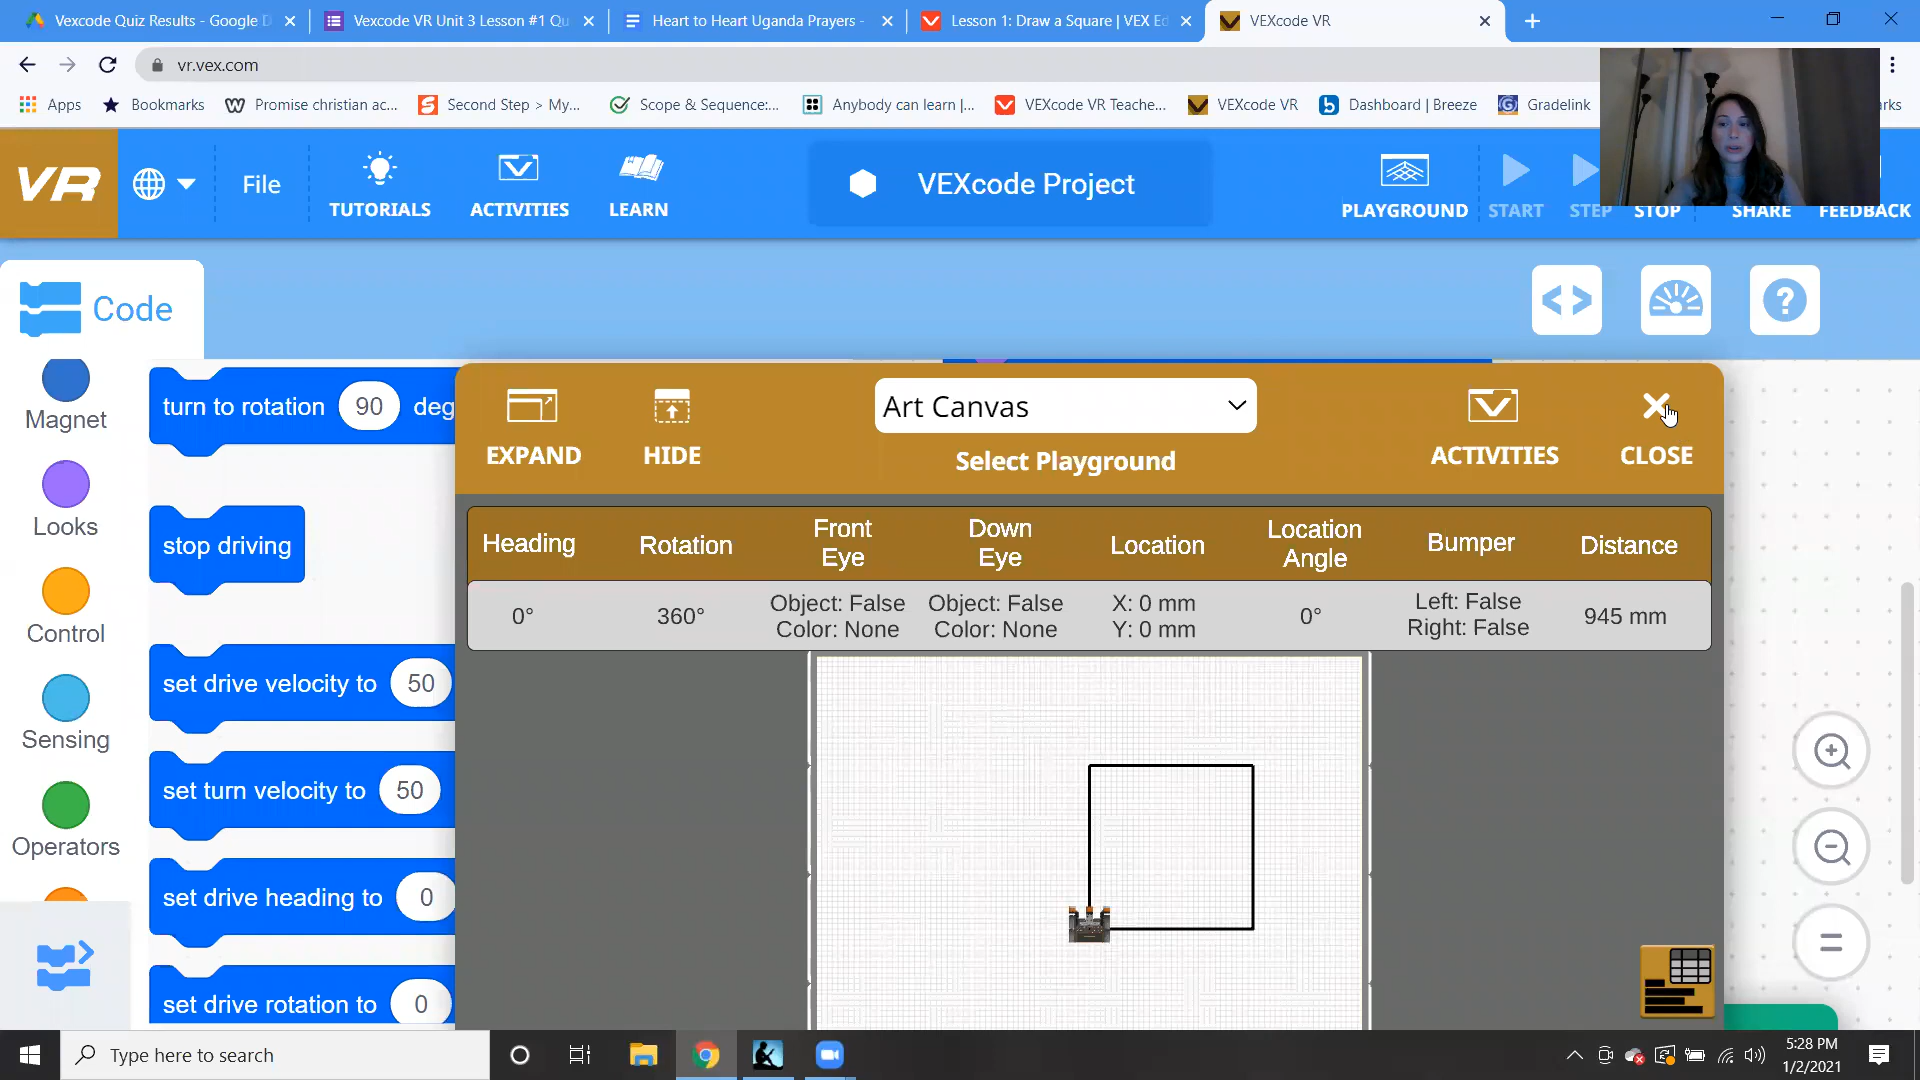 Vexcode Quiz Results - Google D
Vexcode VR Unit 3 Lesson #1 Qu
Heart to Heart Uganda Prayers -
Lesson 1: Draw a Square | VEX Ed
VEXcode VR
vr.vex.com
Apps
Bookmarks
Promise christian ac...
Second Step > My...
Scope & Sequence:...
Anybody can learn |...
VEXcode VR Teache...
VEXcode VR
Dashboard | Breeze
Gradelink
rks
VR
File
TUTORIALS
ACTIVITIES
LEARN
VEXcode Project
PLAYGROUND
START
STEP
STOP
SHARE
FEEDBACK
Code
Magnet
Looks
Control
Sensing
Operators
turn to rotation 90 deg
stop driving
set drive velocity to 50
set turn velocity to 50
set drive heading to 0
set drive rotation to 0
EXPAND
HIDE
Art Canvas
Select Playground
ACTIVITIES
CLOSE
Heading
Rotation
Front
Eye
Down
Eye
Location
Location
Angle
Bumper
Distance
0°
360°
Object: False
Color: None
Object: False
Color: None
X: 0 mm
Y: 0 mm
0°
Left: False
Right: False
945 mm
Type here to search
5:28 PM
1/2/2021